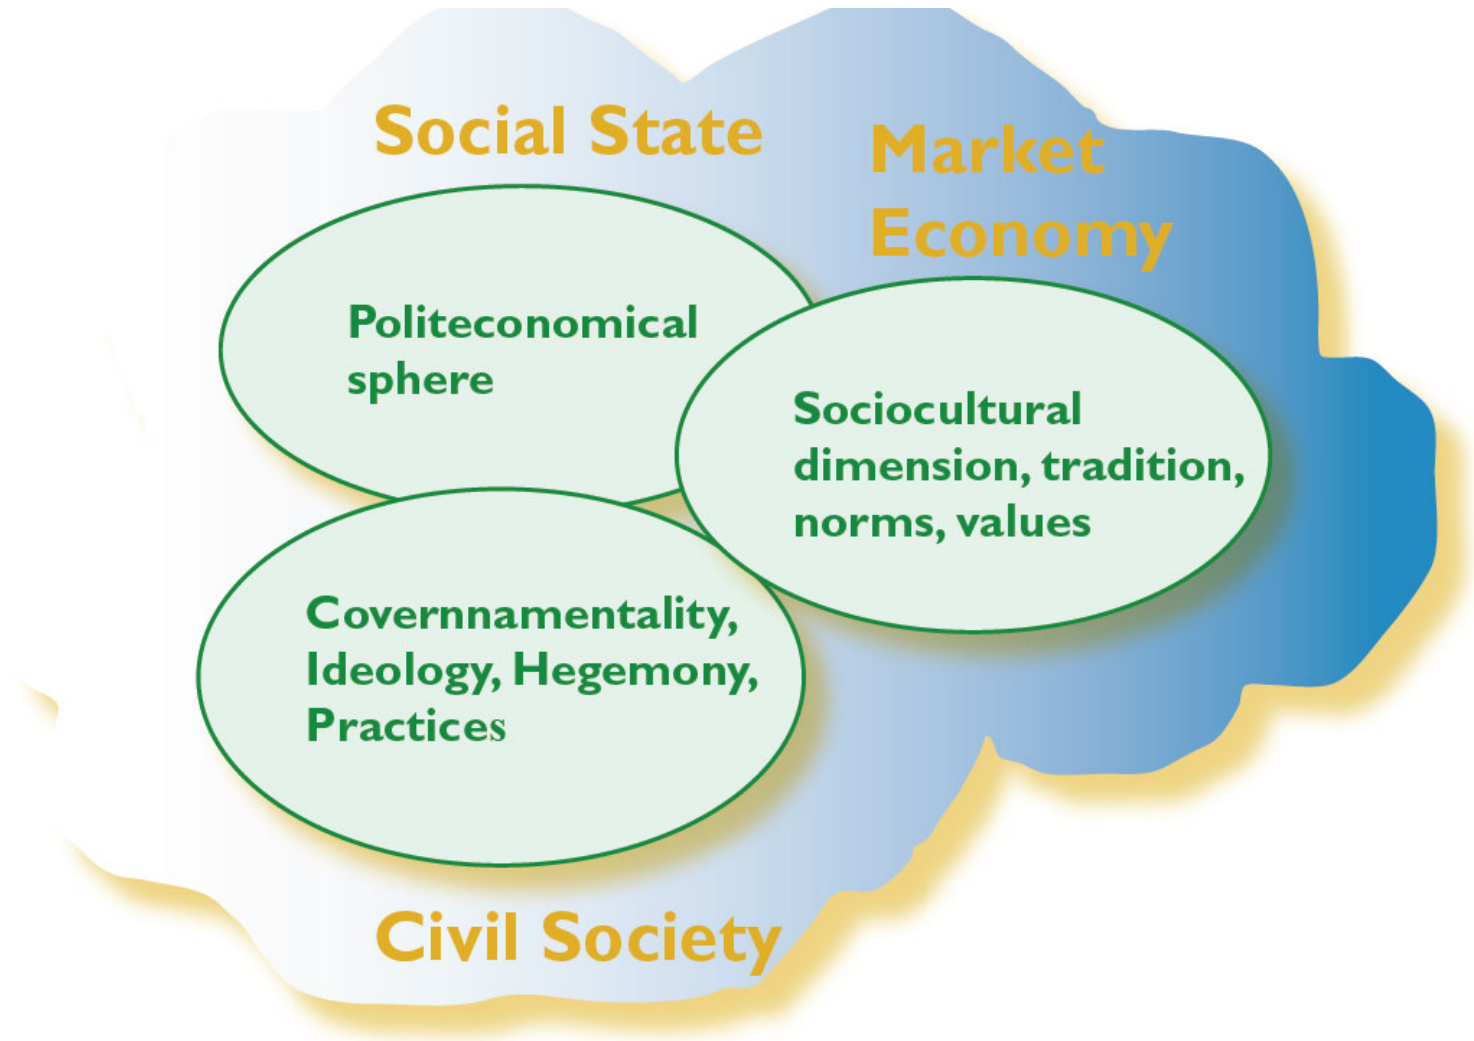 Social State
Market
Economy
Politeconomical
sphere
Sociocultural
dimension, tradition,
norms, values
Covernnamentality,
Ideology, Hegemony,
Practices
Civil Society